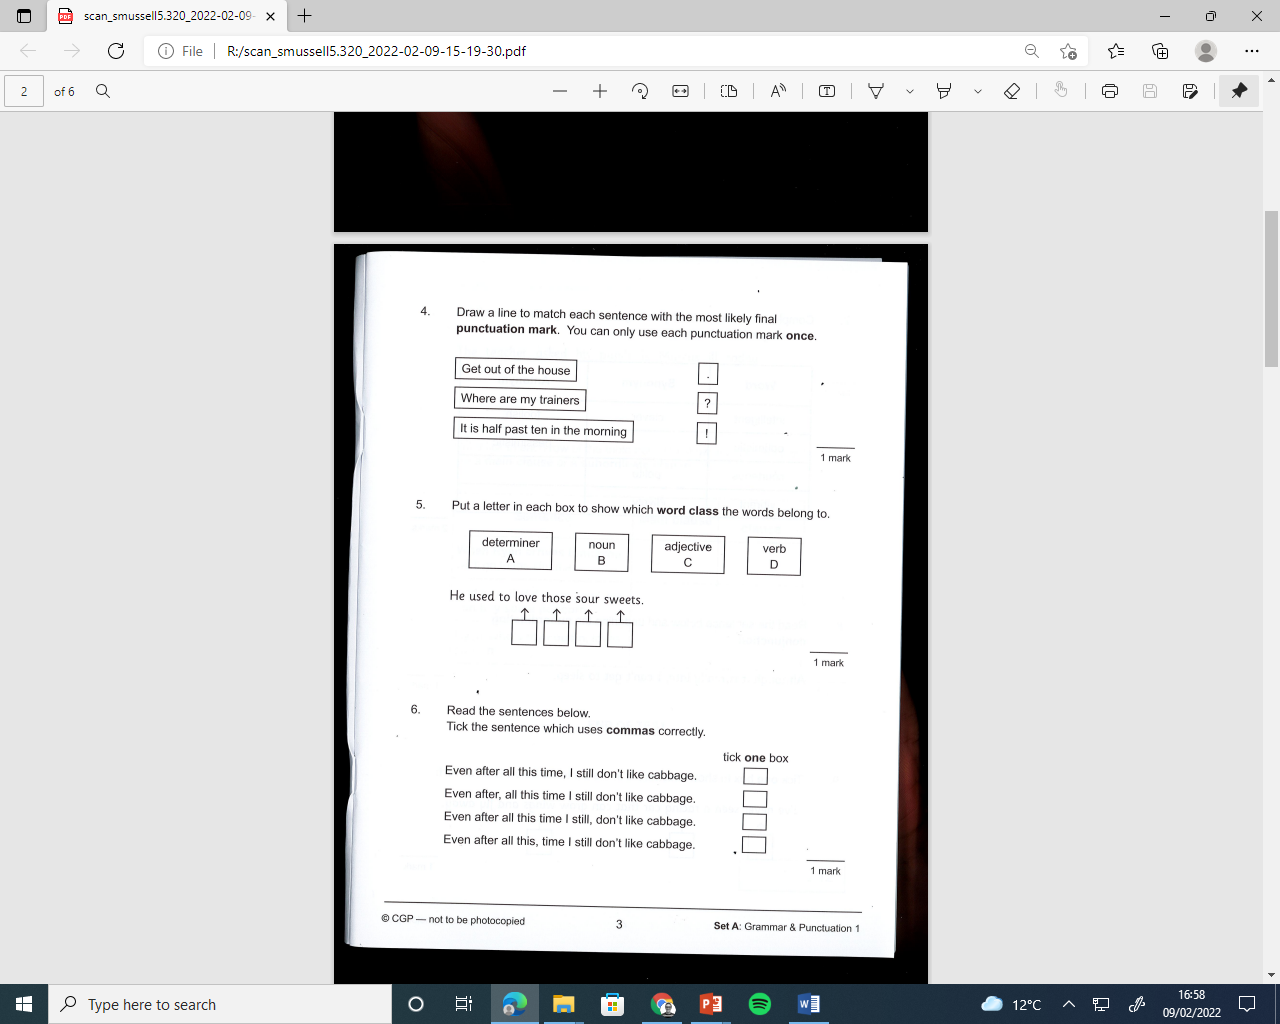 scan_smussell5.320_2022-02-09-
File
R:/scan_smussell5.320_2022-02-09-15-19-30.pdf
2 of 6
4. Draw a line to match each sentence with the most likely final
punctuation mark. You can only use each punctuation mark once.
Get out of the house .
Where are my trainers ?
It is half past ten in the morning !
1 mark
5. Put a letter in each box to show which word class the words belong to.
determiner noun adjective verb
A B C D
He used to love those sour sweets.
1 mark
6. Read the sentences below.
Tick the sentence which uses commas correctly.
tick one box
Even after all this time, I still don't like cabbage.
Even after, all this time I still don't like cabbage.
Even after all this time I still, don't like cabbage.
Even after all this, time I still don't like cabbage.
1 mark
© CGP — not to be photocopied 3 Set A: Grammar & Punctuation 1
Type here to search
12°C
16:58
09/02/2022